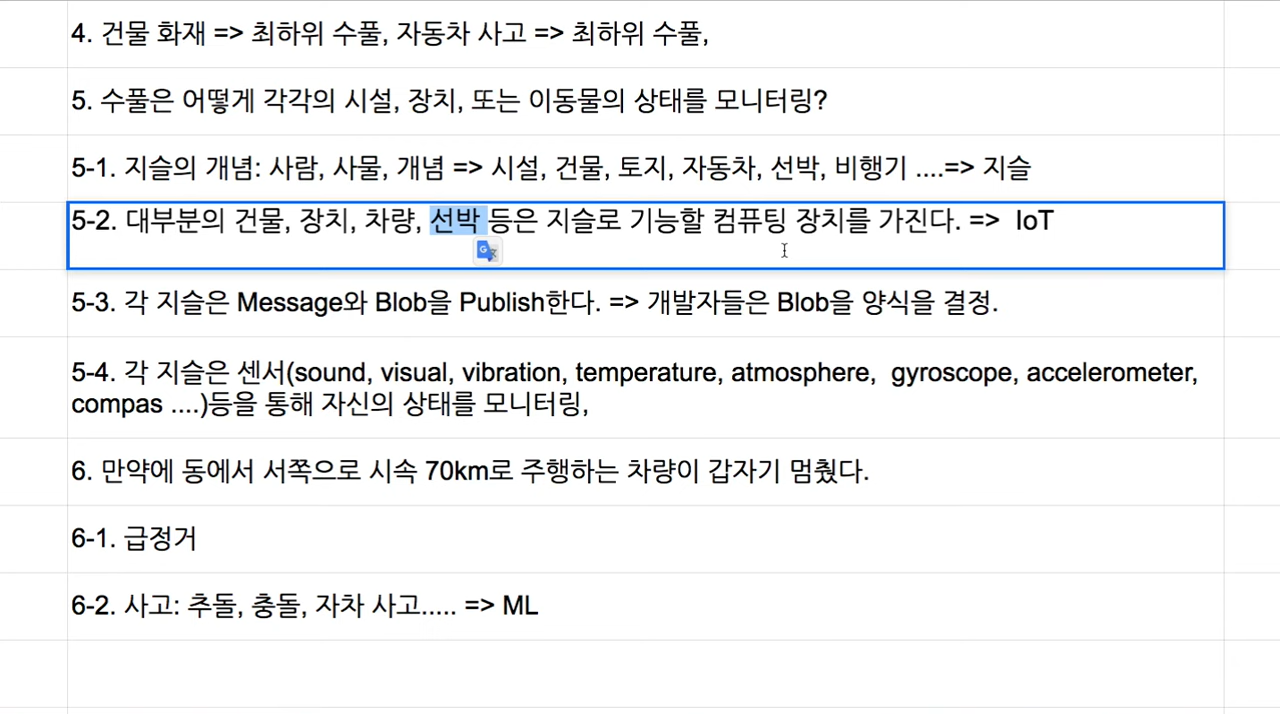 4. 건물 화재 => 최하위 수풀, 자동차 사고 => 최하위 수풀,
5. 수풀은 어떻게 각각의 시설, 장치, 또는 이동물의 상태를 모니터링?
5-1. 지슬의 개념: 사람, 사물, 개념 => 시설, 건물, 토지, 자동차, 선박, 비행기 ....=> 지슬
5-2. 대부분의 건물, 장치, 차량, 선박 등은 지슬로 기능할 컴퓨팅 장치를 가진다. => IoT
5-3. 각 지슬은 Message와 Blob을 Publish한다. => 개발자들은 Blob을 양식을 결정.
5-4. 각 지슬은 센서(sound, visual, vibration, temperature, atmosphere, gyroscope, accelerometer,
compas ....)등을 통해 자신의 상태를 모니터링,
6. 만약에 동에서 서쪽으로 시속 70km로 주행하는 차량이 갑자기 멈췄다.
6-1. 급정거
6-2. 사고: 추돌, 충돌, 자차 사고..... => ML